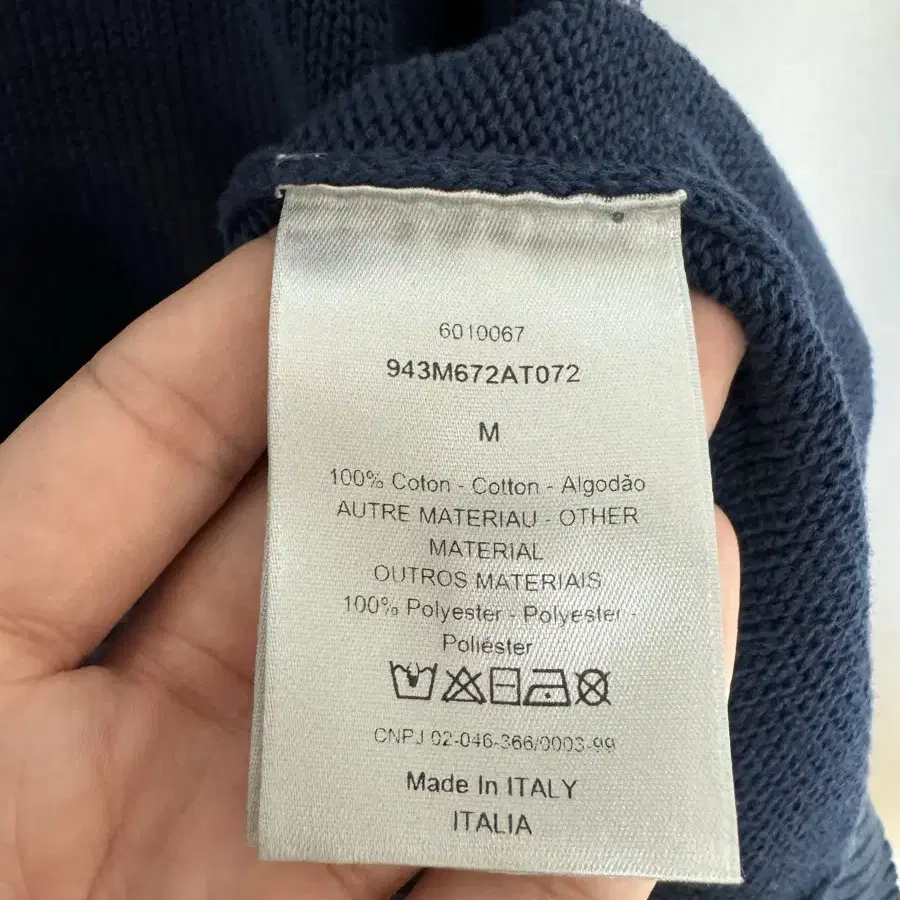 6010067
943M672AT072
M
100% Coton - Cotton - Algodão
AUTRE MATERIAU - OTHER
MATERIAL
OUTROS MATERIAIS
100% Polyester - Polyester -
Poliéster
CNPJ 02-046-366/0003-99
Made In ITALY
ITALIA